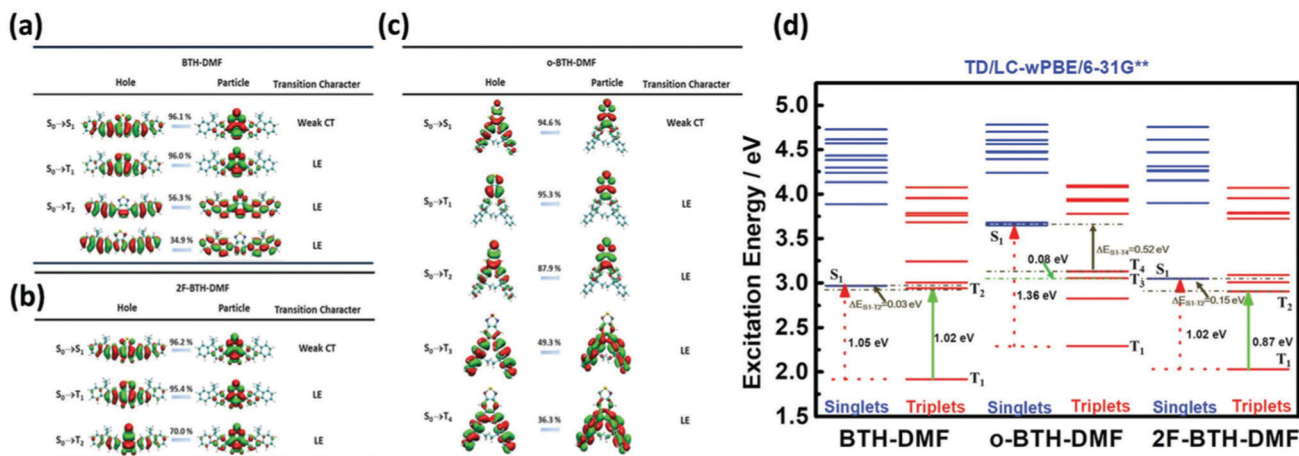 (a)
BTH-DMF
Hole Particle Transition Character
S₀→S₁ 96.1 % Weak CT
S₀→T₁ 96.0 % LE
S₀→T₂ 56.3 % LE
34.9 % LE
(b)
2F-BTH-DMF
Hole Particle Transition Character
S₀→S₁ 96.2 % Weak CT
S₀→T₁ 95.4 % LE
S₀→T₂ 70.0 % LE
(c)
o-BTH-DMF
Hole Particle Transition Character
S₀→S₁ 94.6 % Weak CT
S₀→T₁ 95.3 % LE
S₀→T₂ 87.9 % LE
S₀→T₃ 49.3 % LE
S₀→T₄ 36.3 % LE
(d)
TD/LC-wPBE/6-31G**
Excitation Energy / eV
5.0
4.5
4.0
3.5
3.0
2.5
2.0
1.5
S₁
T₂
ΔE_S1-T2=0.03 eV
1.05 eV
1.02 eV
T₁
S₁
ΔE_S1-T4=0.52 eV
0.08 eV
T₄
T₃
1.36 eV
T₁
S₁
ΔE_S1-T2=0.15 eV
T₂
1.02 eV
0.87 eV
T₁
Singlets Triplets Singlets Triplets Singlets Triplets
BTH-DMF o-BTH-DMF 2F-BTH-DMF